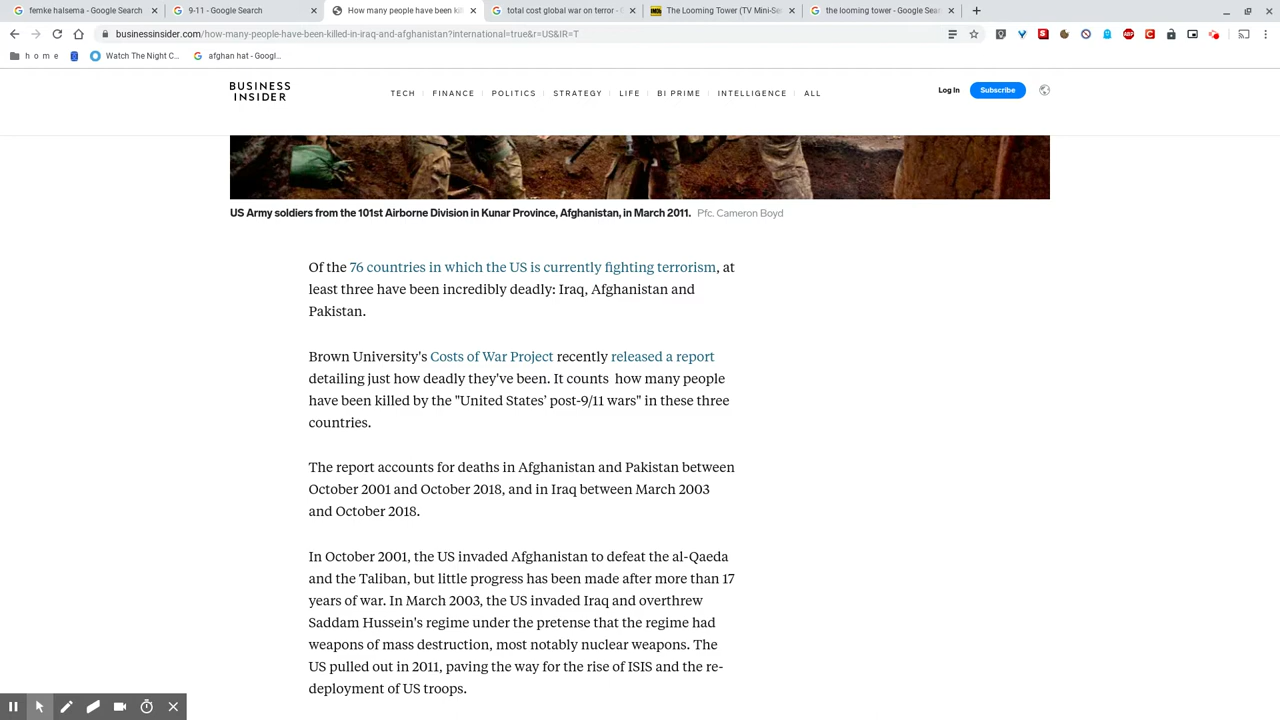 femke halsema - Google Search
9-11 - Google Search
How many people have been kil
total cost global war on terror - G
IMDb
The Looming Tower (TV Mini-Se
the looming tower - Google Sea
businessinsider.com/how-many-people-have-been-killed-in-iraq-and-afghanistan?international=true&r=US&IR=T
h o m e
Watch The Night C...
afghan hat - Googl...
BUSINESS
INSIDER
TECH
FINANCE
POLITICS
STRATEGY
LIFE
BI PRIME
INTELLIGENCE
ALL
Log In
Subscribe
US Army soldiers from the 101st Airborne Division in Kunar Province, Afghanistan, in March 2011. Pfc. Cameron Boyd
Of the 76 countries in which the US is currently fighting terrorism, at
least three have been incredibly deadly: Iraq, Afghanistan and
Pakistan.
Brown University's Costs of War Project recently released a report
detailing just how deadly they've been. It counts how many people
have been killed by the "United States’ post-9/11 wars" in these three
countries.
The report accounts for deaths in Afghanistan and Pakistan between
October 2001 and October 2018, and in Iraq between March 2003
and October 2018.
In October 2001, the US invaded Afghanistan to defeat the al-Qaeda
and the Taliban, but little progress has been made after more than 17
years of war. In March 2003, the US invaded Iraq and overthrew
Saddam Hussein's regime under the pretense that the regime had
weapons of mass destruction, most notably nuclear weapons. The
US pulled out in 2011, paving the way for the rise of ISIS and the re-
deployment of US troops.